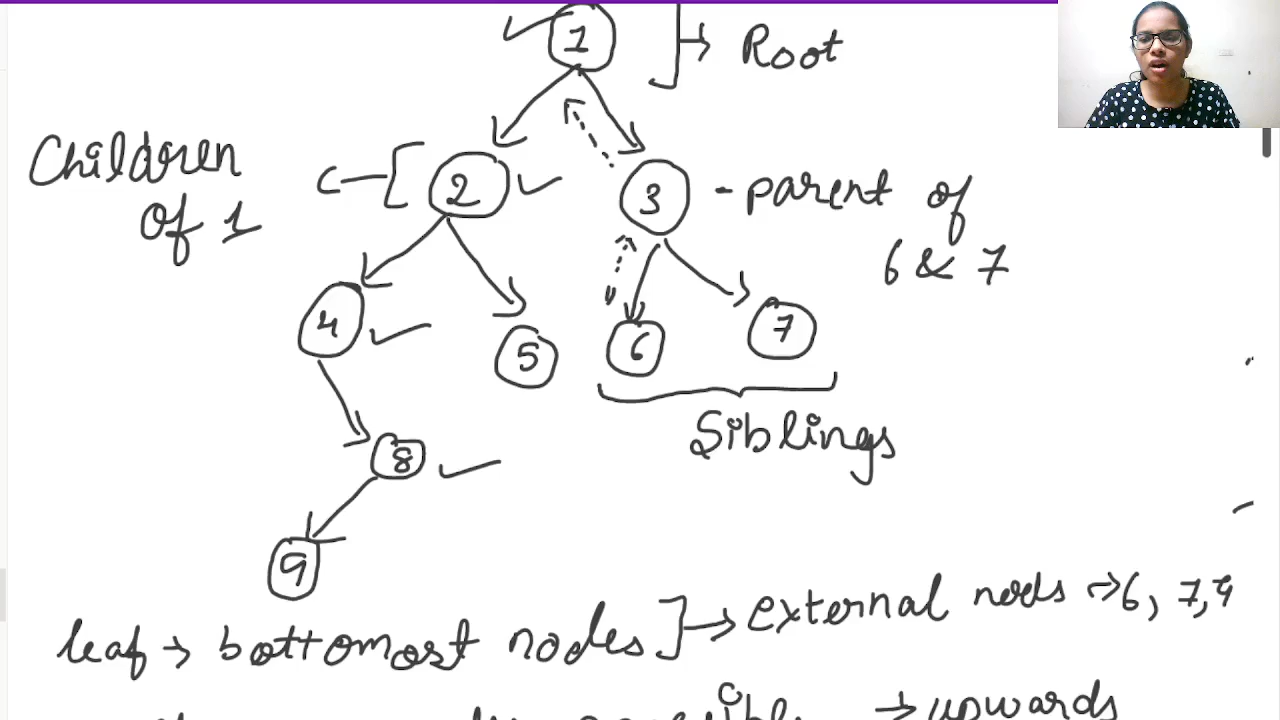 1 → Root
Children of 1
2
3 - parent of 6 & 7
4
5
6
7
Siblings
8
9
leaf → bottomost nodes → external nods → 6, 7, 9
→ upwards